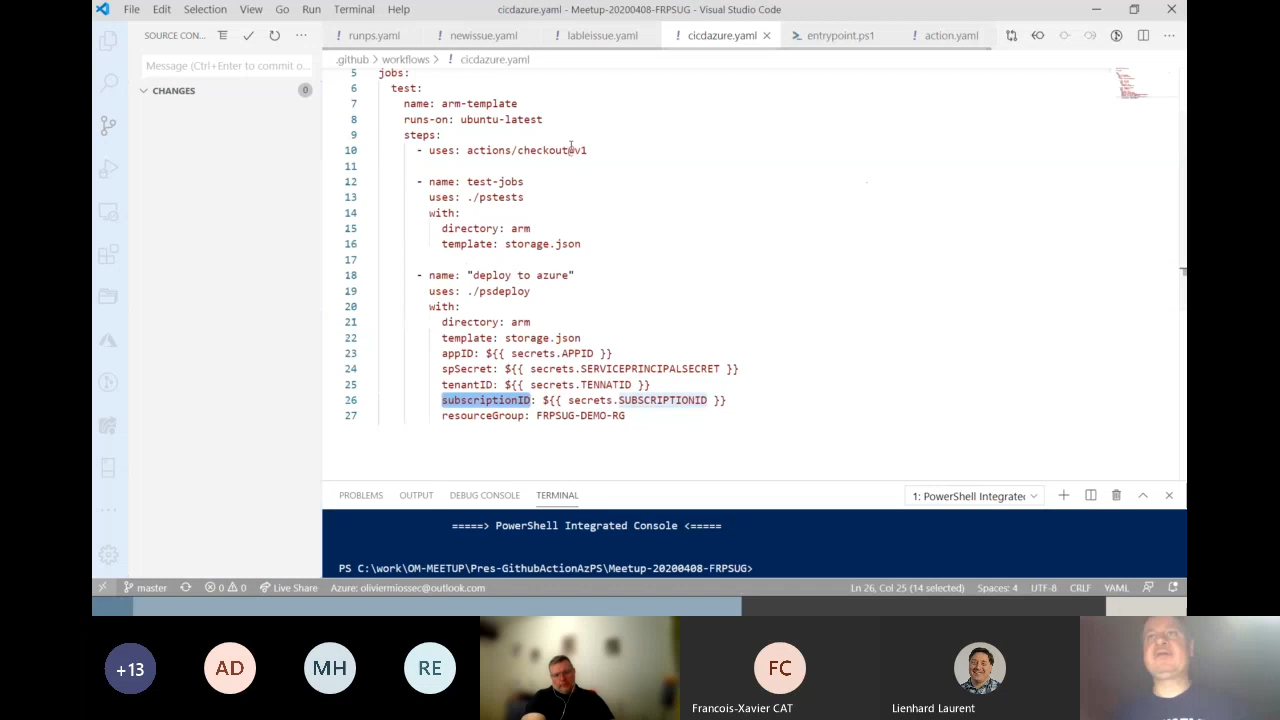 File Edit Selection View Go Run Terminal Help cicdazure.yaml - Meetup-20200408-FRPSUG - Visual Studio Code
SOURCE CON...
Message (Ctrl+Enter to commit o...
CHANGES 0
runps.yaml newissue.yaml lableissue.yaml cicdazure.yaml entrypoint.ps1 action.yaml
.github > workflows > cicdazure.yaml
5 jobs:
6 test:
7 name: arm-template
8 runs-on: ubuntu-latest
9 steps:
10 - uses: actions/checkout@v1
11
12 - name: test-jobs
13 uses: ./pstests
14 with:
15 directory: arm
16 template: storage.json
17
18 - name: "deploy to azure"
19 uses: ./psdeploy
20 with:
21 directory: arm
22 template: storage.json
23 appID: ${{ secrets.APPID }}
24 spSecret: ${{ secrets.SERVICEPRINCIPALSECRET }}
25 tenantID: ${{ secrets.TENNATID }}
26 subscriptionID: ${{ secrets.SUBSCRIPTIONID }}
27 resourceGroup: FRPSUG-DEMO-RG
PROBLEMS OUTPUT DEBUG CONSOLE TERMINAL 1: PowerShell Integrate
=====> PowerShell Integrated Console <=====
PS C:\work\OM-MEETUP\Pres-GithubActionAzPS\Meetup-20200408-FRPSUG>
master 0 0 Live Share Azure: oliviermiossec@outlook.com Ln 26, Col 25 (14 selected) Spaces: 4 UTF-8 CRLF YAML
+13 AD MH RE FC
Francois-Xavier CAT Lienhard Laurent